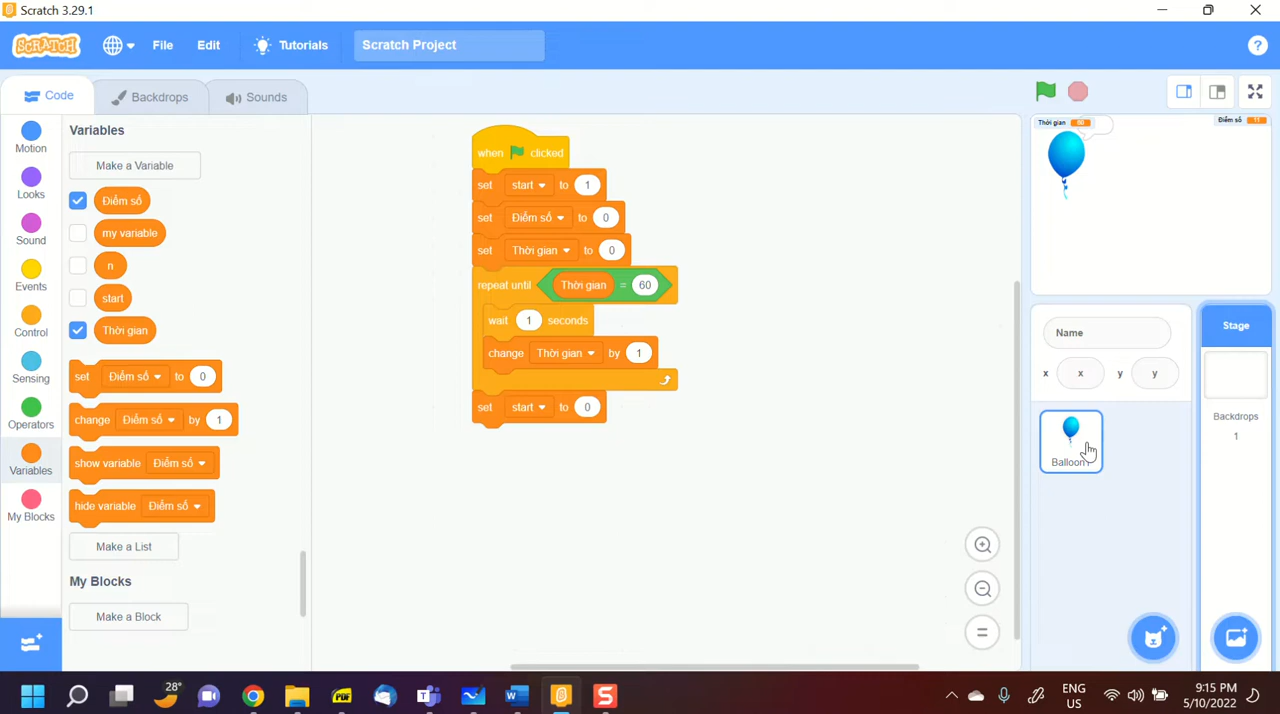 Scratch 3.29.1
SCRATCH
File
Edit
Tutorials
Scratch Project
?
Code
Backdrops
Sounds
Motion
Looks
Sound
Events
Control
Sensing
Operators
Variables
My Blocks
Variables
Make a Variable
Điểm số
my variable
n
start
Thời gian
set Điểm số to 0
change Điểm số by 1
show variable Điểm số
hide variable Điểm số
Make a List
My Blocks
Make a Block
when clicked
set start to 1
set Điểm số to 0
set Thời gian to 0
repeat until Thời gian = 60
wait 1 seconds
change Thời gian by 1
set start to 0
Thời gian 60
Điểm số 11
Name
x x y y
Balloon1
Stage
Backdrops
1
28°
PDF
W
S
ENG
US
9:15 PM
5/10/2022